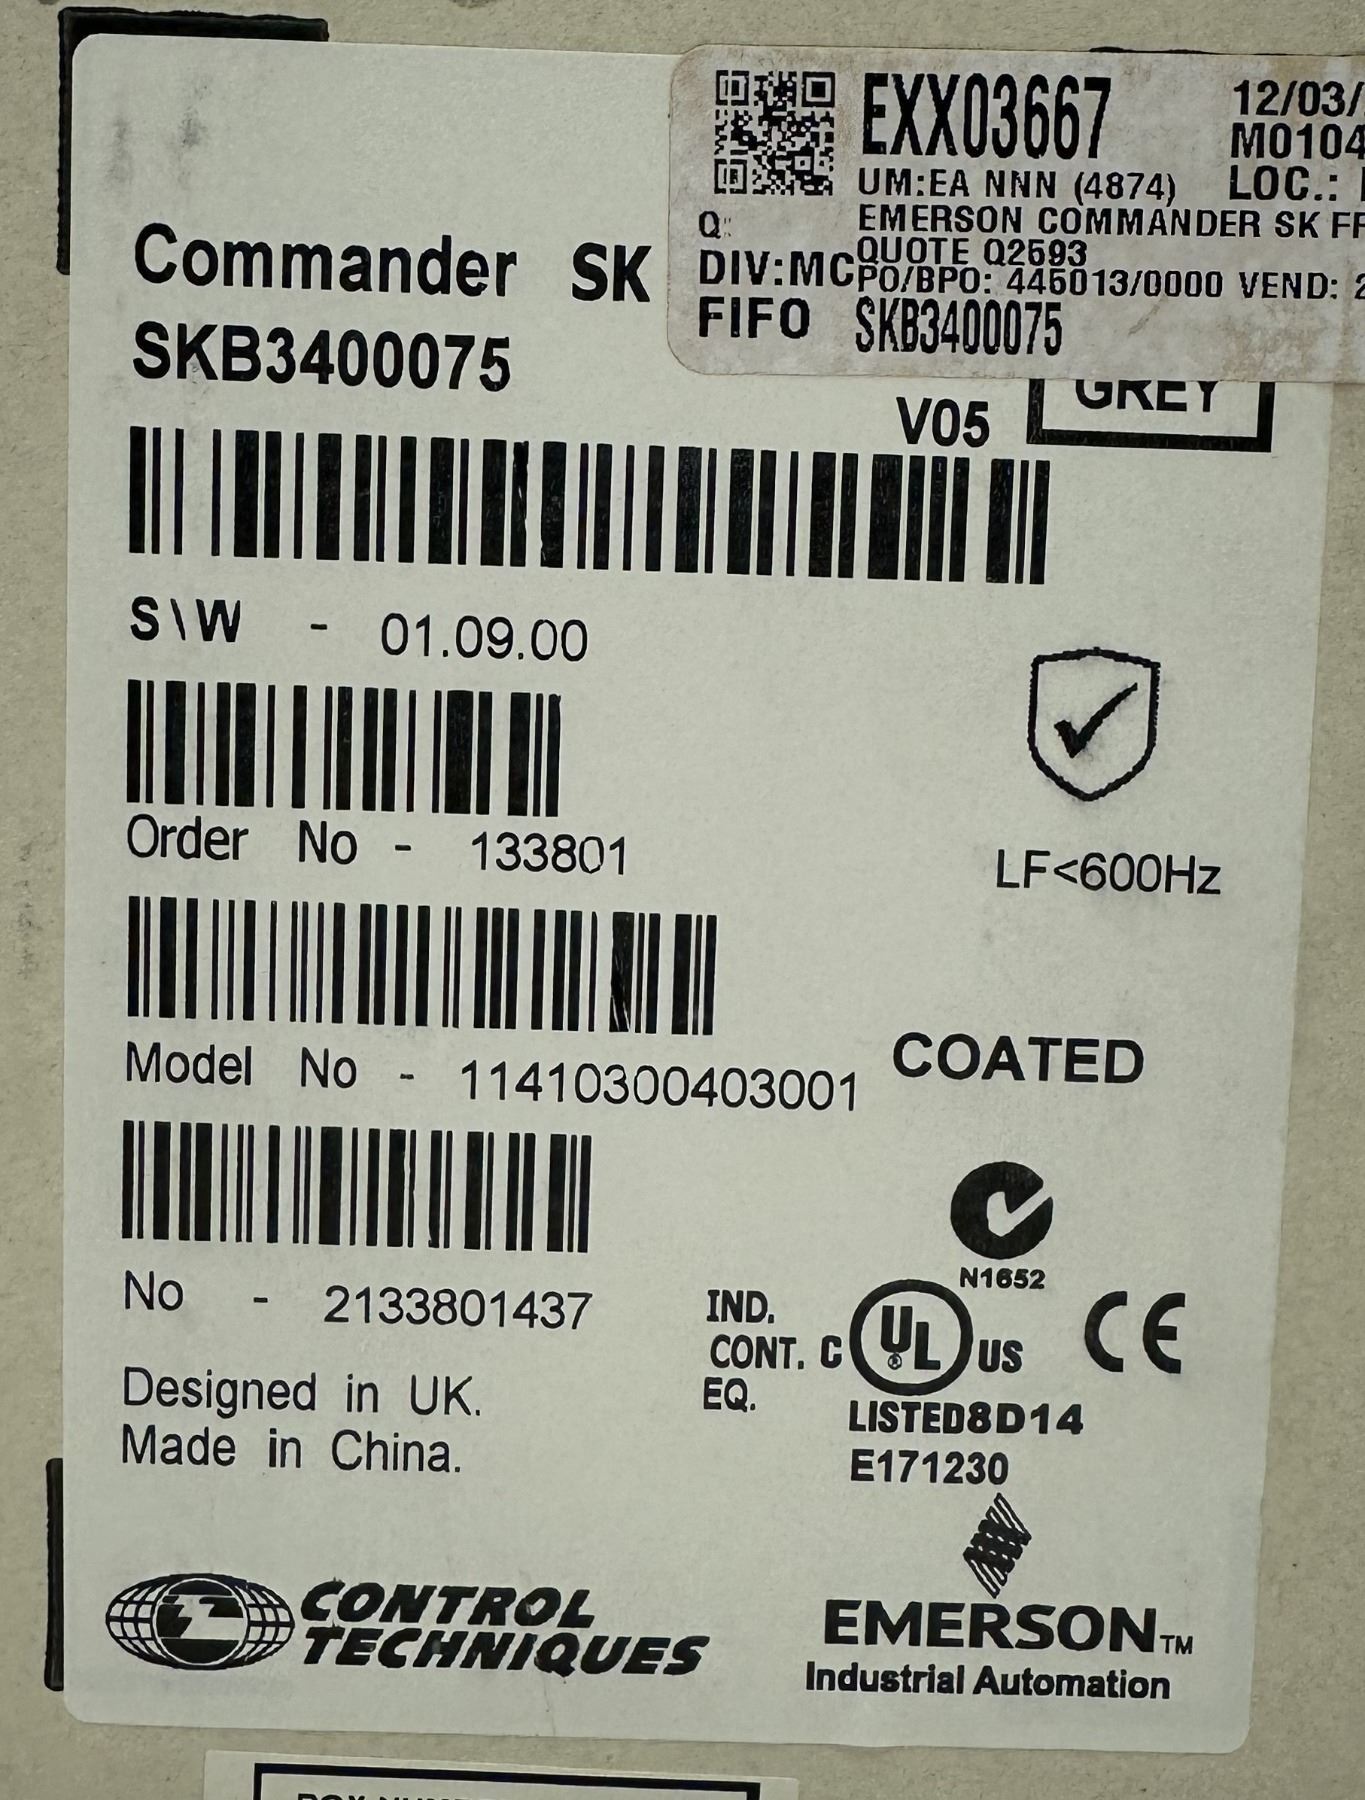 EXX03667
12/03/
M0104
UM:EA NNN (4874)
LOC.:
Q:
EMERSON COMMANDER SK
QUOTE Q2593
DIV:MC
PO/BPO: 445013/0000 VEND: 2
FIFO
SKB3400075
Commander SK
SKB3400075
V05
GREY
S\W - 01.09.00
Order No - 133801
LF<600Hz
Model No - 11410300403001
COATED
No - 2133801437
N1652
IND.
CONT. C UL US CE
EQ.
LISTED8D14
E171230
Designed in UK.
Made in China.
CONTROL
TECHNIQUES
EMERSON™
Industrial Automation